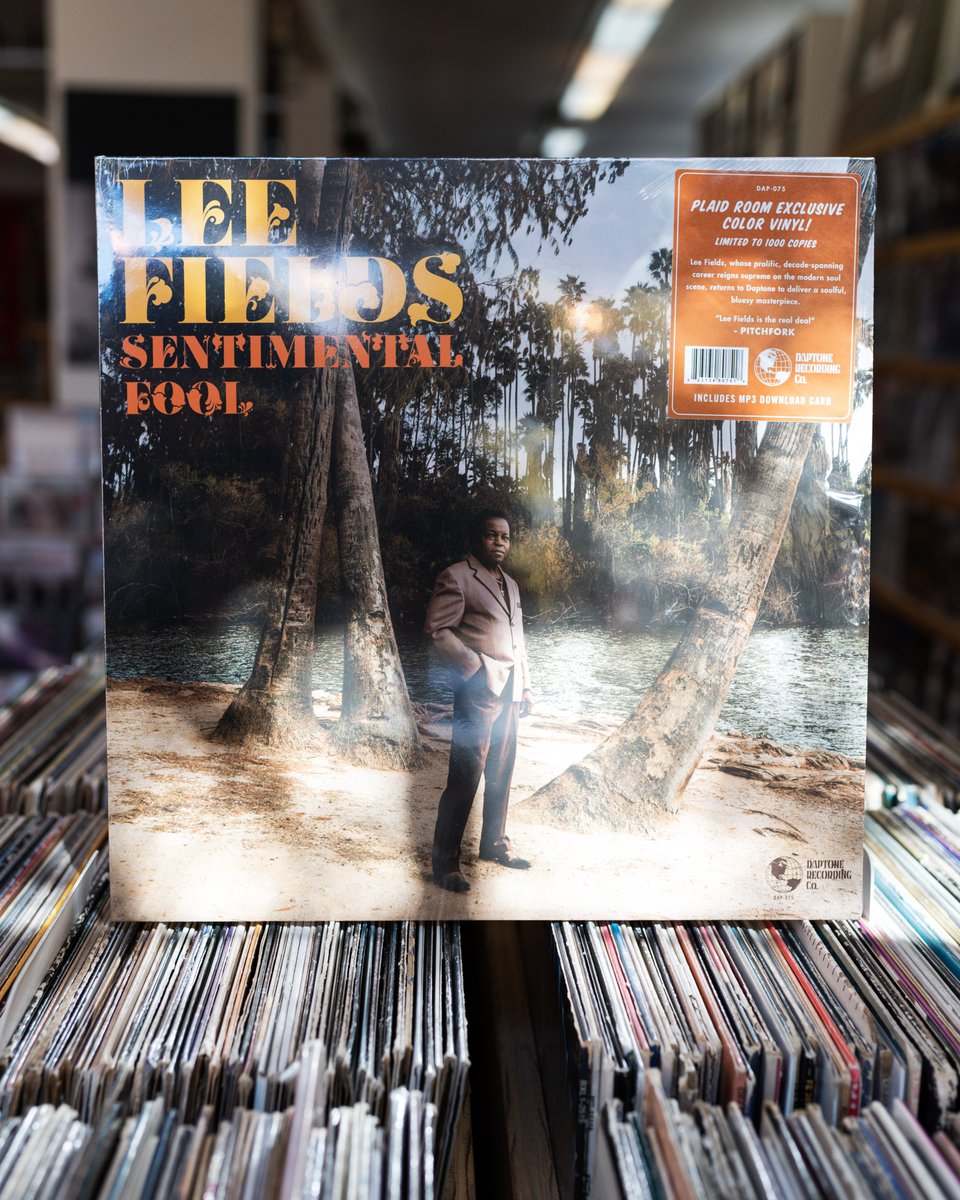 LEE
FIELDS
SENTIMENTAL
FOOL
DAP-075
PLAID ROOM EXCLUSIVE
COLOR VINYL!
LIMITED TO 1000 COPIES
Lee Fields, whose prolific, decade-spanning
career reigns supreme on the modern soul
scene, returns to Daptone to deliver a soulful,
bluesy masterpiece.
"Lee Fields is the real deal"
- PITCHFORK
DAPTONE
RECORDING
Co.
INCLUDES MP3 DOWNLOAD CARD
DAPTONE
RECORDING
Co.
DAP-075